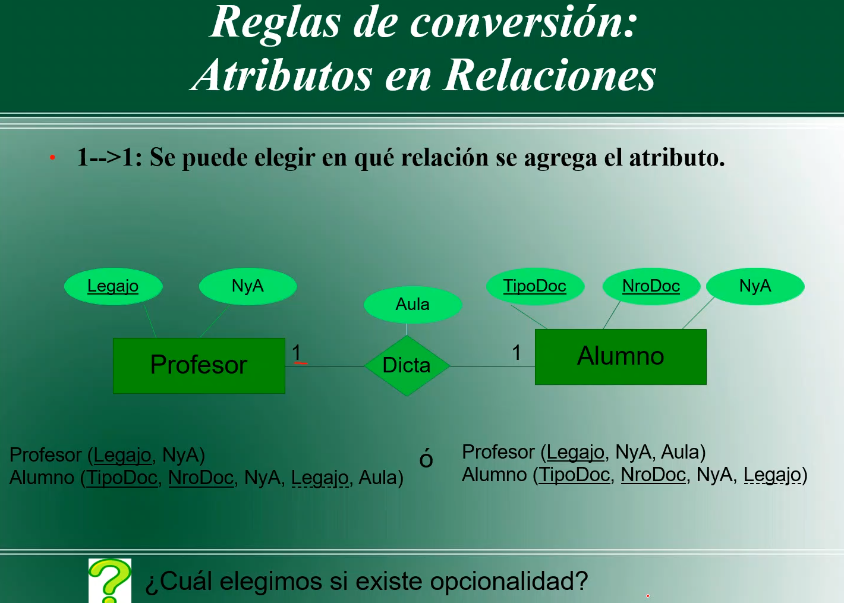 Reglas de conversión:
Atributos en Relaciones
1-->1: Se puede elegir en qué relación se agrega el atributo.
Legajo
NyA
Aula
TipoDoc
NroDoc
NyA
Profesor
1
Dicta
1
Alumno
Profesor (Legajo, NyA)
Alumno (TipoDoc, NroDoc, NyA, Legajo, Aula)
ó
Profesor (Legajo, NyA, Aula)
Alumno (TipoDoc, NroDoc, NyA, Legajo)
? ¿Cuál elegimos si existe opcionalidad?